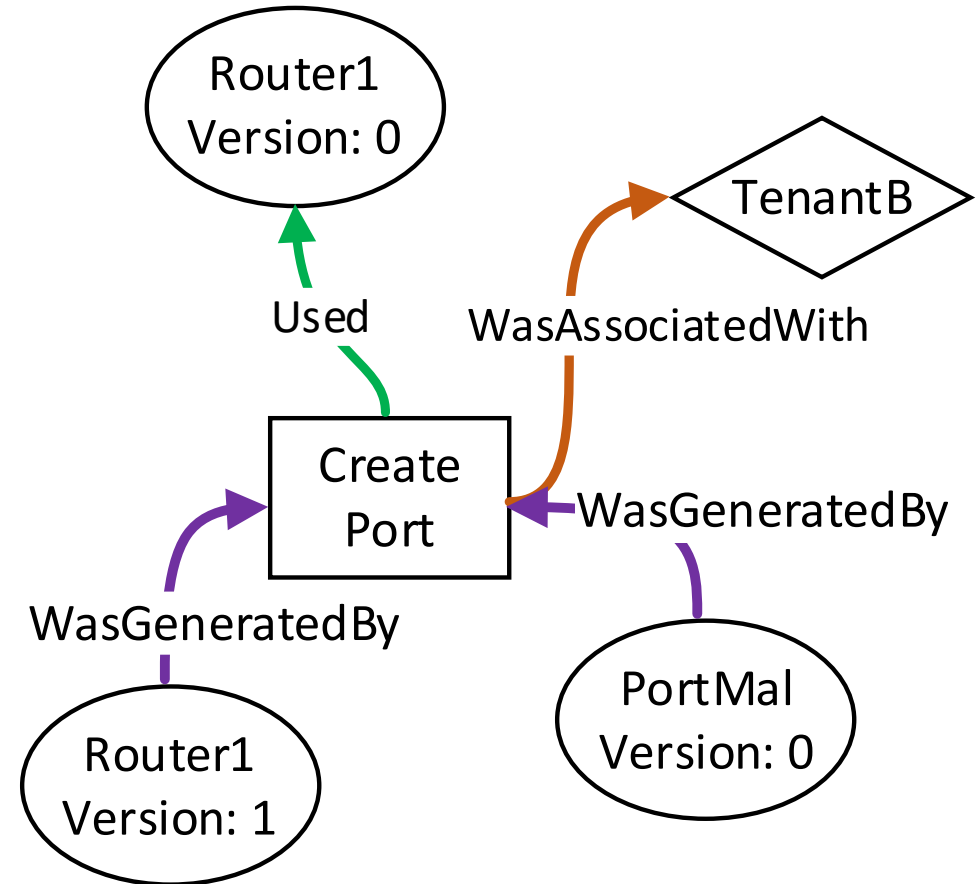 Router1
Version: 0
TenantB
Used
WasAssociatedWith
Create
Port
WasGeneratedBy
WasGeneratedBy
PortMal
Version: 0
Router1
Version: 1